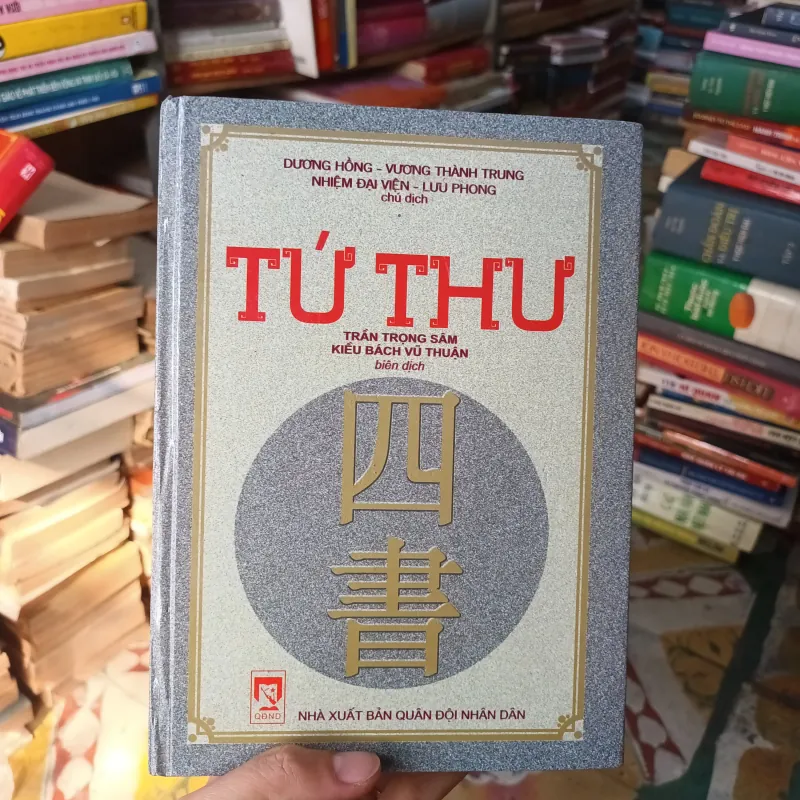 DƯƠNG HỒNG - VƯƠNG THÀNH TRUNG
NHIỆM ĐẠI VIỆN - LƯU PHONG
chú dịch
TỨ THƯ
TRẦN TRỌNG SÂM
KIỀU BÁCH VŨ THUẬN
biên dịch
四
書
QĐND
NHÀ XUẤT BẢN QUÂN ĐỘI NHÂN DÂN